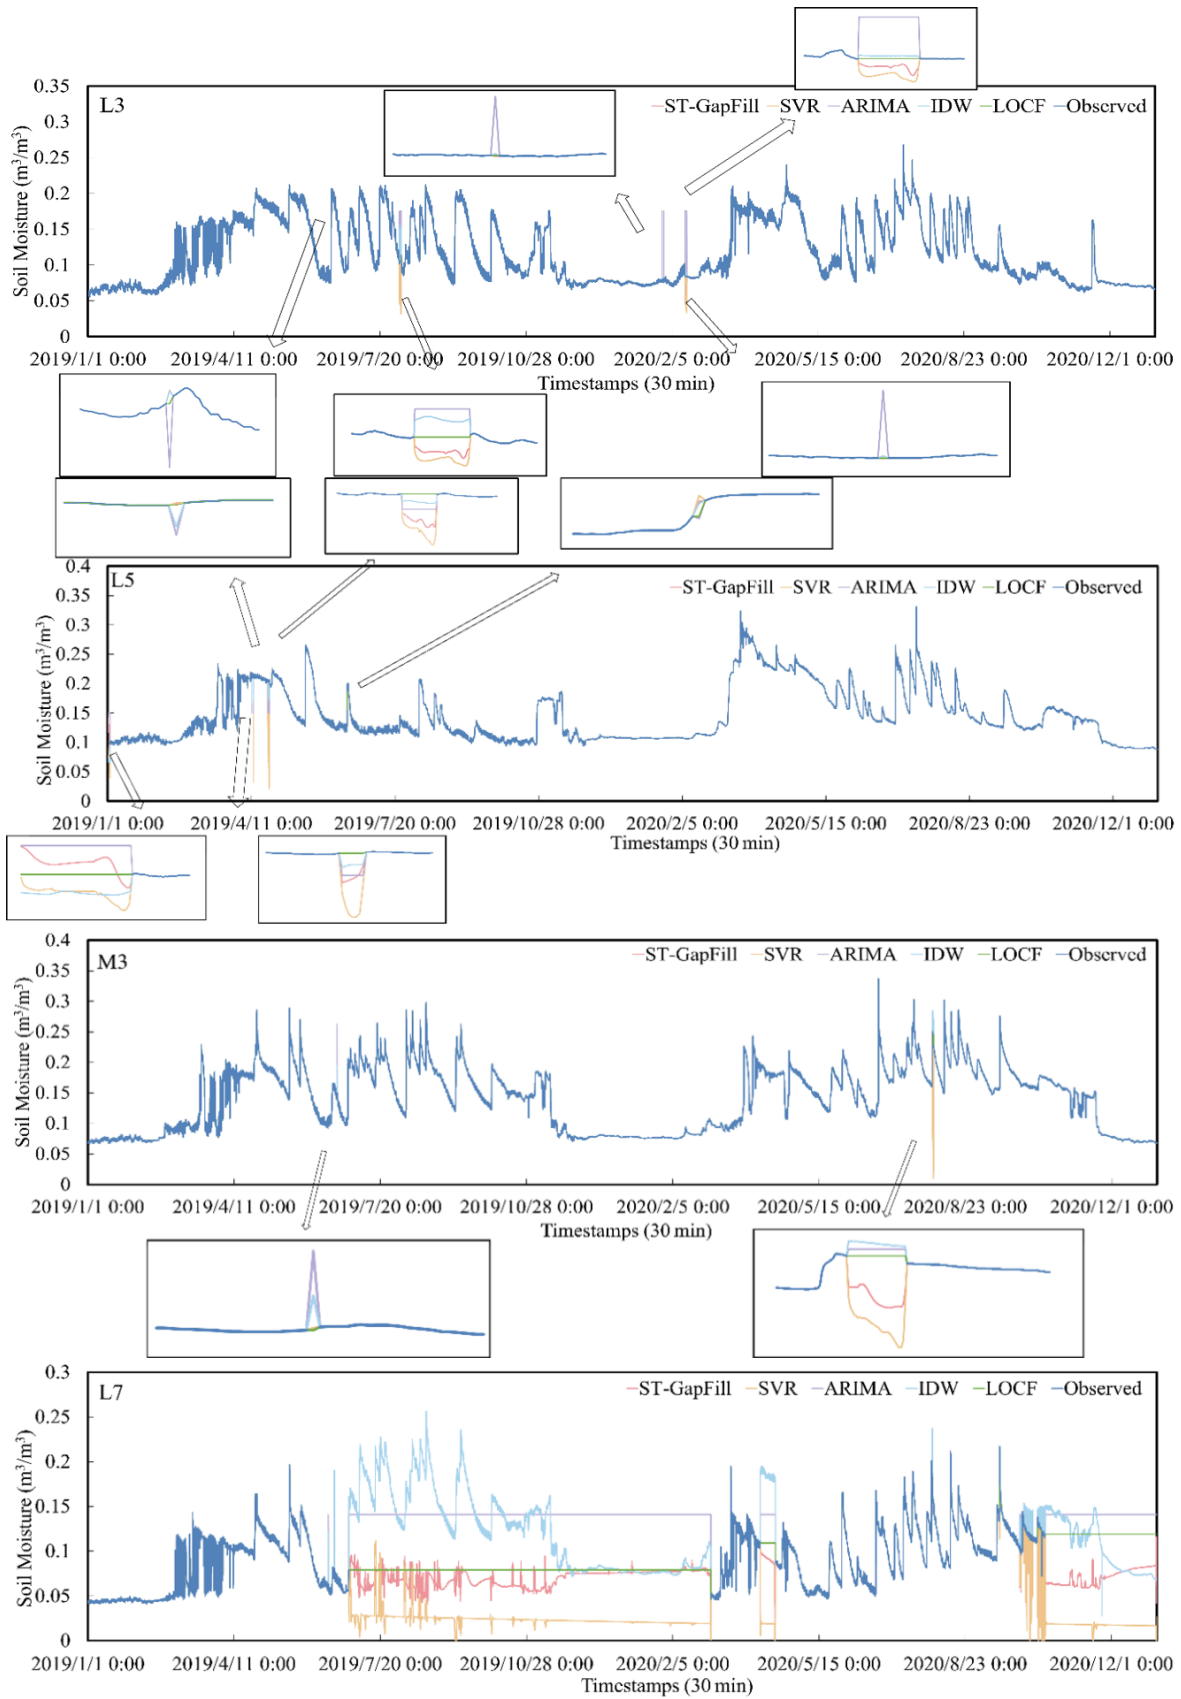 L3
ST-GapFill SVR ARIMA IDW LOCF Observed
Soil Moisture (m³/m³)
0.35
0.3
0.25
0.2
0.15
0.1
0.05
0
2019/1/1 0:00 2019/4/11 0:00 2019/7/20 0:00 2019/10/28 0:00 2020/2/5 0:00 2020/5/15 0:00 2020/8/23 0:00 2020/12/1 0:00
Timestamps (30 min)
L5
ST-GapFill SVR ARIMA IDW LOCF Observed
Soil Moisture (m³/m³)
0.4
0.35
0.3
0.25
0.2
0.15
0.1
0.05
0
2019/1/1 0:00 2019/4/11 0:00 2019/7/20 0:00 2019/10/28 0:00 2020/2/5 0:00 2020/5/15 0:00 2020/8/23 0:00 2020/12/1 0:00
Timestamps (30 min)
M3
ST-GapFill SVR ARIMA IDW LOCF Observed
Soil Moisture (m³/m³)
0.4
0.35
0.3
0.25
0.2
0.15
0.1
0.05
0
2019/1/1 0:00 2019/4/11 0:00 2019/7/20 0:00 2019/10/28 0:00 2020/2/5 0:00 2020/5/15 0:00 2020/8/23 0:00 2020/12/1 0:00
Timestamps (30 min)
L7
ST-GapFill SVR ARIMA IDW LOCF Observed
Soil Moisture (m³/m³)
0.3
0.25
0.2
0.15
0.1
0.05
0
2019/1/1 0:00 2019/4/11 0:00 2019/7/20 0:00 2019/10/28 0:00 2020/2/5 0:00 2020/5/15 0:00 2020/8/23 0:00 2020/12/1 0:00
Timestamps (30 min)